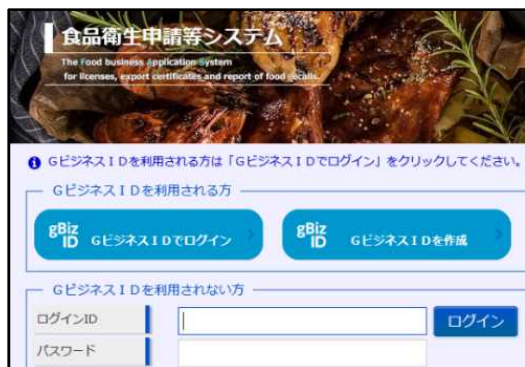 食品衛生申請等システム
The Food business Application System
for licenses, export certificates and report of food recalls.
GビジネスIDを利用される方は「GビジネスIDでログイン」をクリックしてください。
GビジネスIDを利用される方
gBiz ID GビジネスIDでログイン
gBiz ID GビジネスIDを作成
GビジネスIDを利用されない方
ログインID
ログイン
パスワード